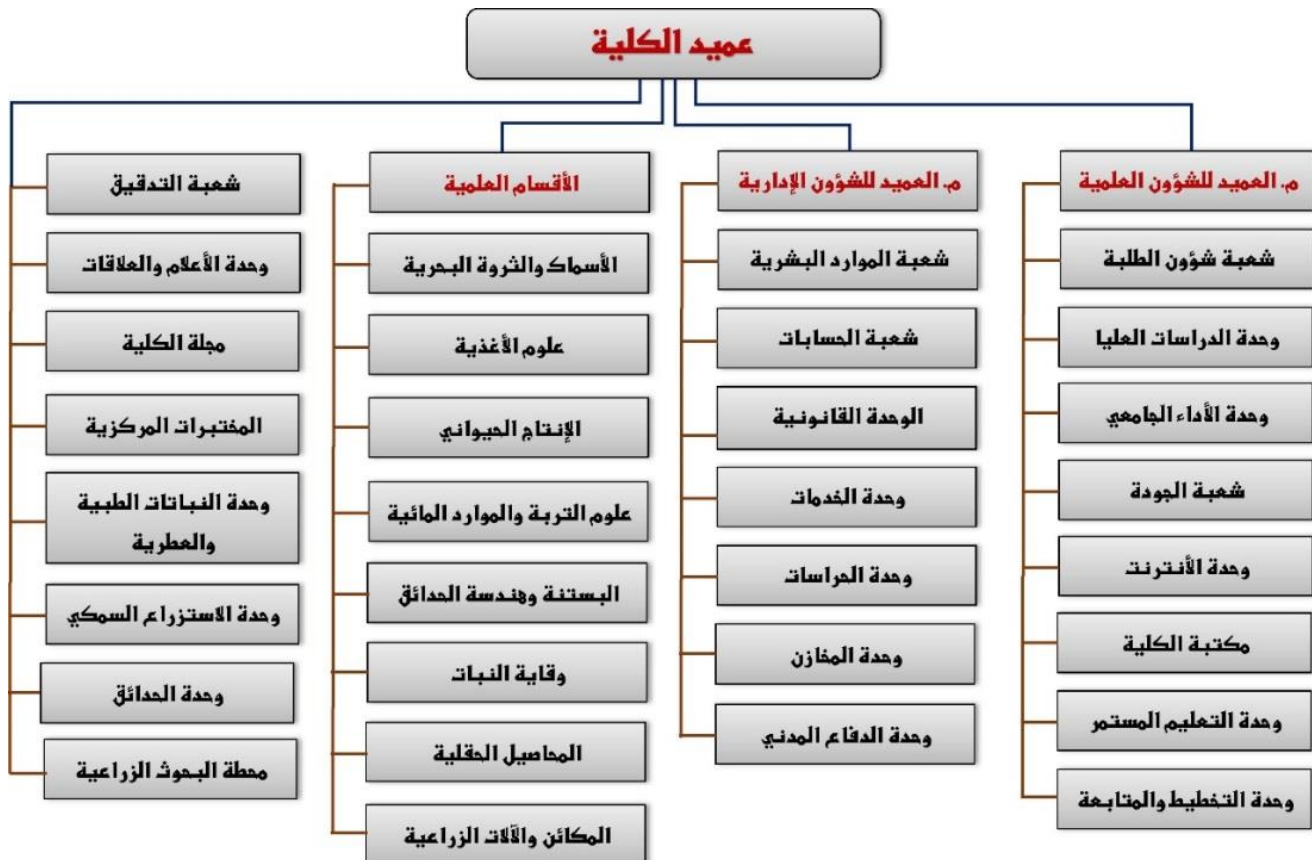 عميد الكلية
م. العميد للشؤون العلمية
شعبة شؤون الطلبة
وحدة الدراسات العليا
وحدة الأداء الجامعي
شعبة الجودة
وحدة الأنترنت
مكتبة الكلية
وحدة التعليم المستمر
وحدة التخطيط والمتابعة
م. العميد للشؤون الإدارية
شعبة الموارد البشرية
شعبة الحسابات
الوحدة القانونية
وحدة الخدمات
وحدة الحراسات
وحدة المخازن
وحدة الدفاع المدني
الأقسام العلمية
الأسماك والثروة البحرية
علوم الأغذية
الإنتاج الحيواني
علوم التربة والموارد المائية
البستنة وهندسة الحدائق
وقاية النبات
المحاصيل الحقلية
المكائن والآلات الزراعية
شعبة التدقيق
وحدة الأعلام والعلاقات
مجلة الكلية
المختبرات المركزية
وحدة النباتات الطبية
والعطرية
وحدة الاستزراع السمكي
وحدة الحدائق
محطة البحوث الزراعية